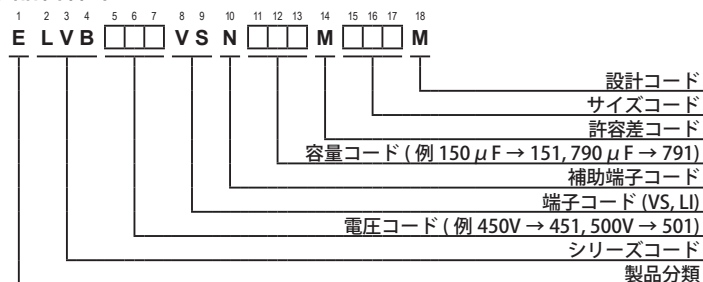 1 2 3 4 5 6 7 8 9 10 11 12 13 14 15 16 17 18
E L V B □□□ V S N □□□ M □□□ M
設計コード
サイズコード
許容差コード
容量コード ( 例 150 μ F → 151, 790 μ F → 791)
補助端子コード
端子コード (VS, LI)
電圧コード ( 例 450V → 451, 500V → 501)
シリーズコード
製品分類